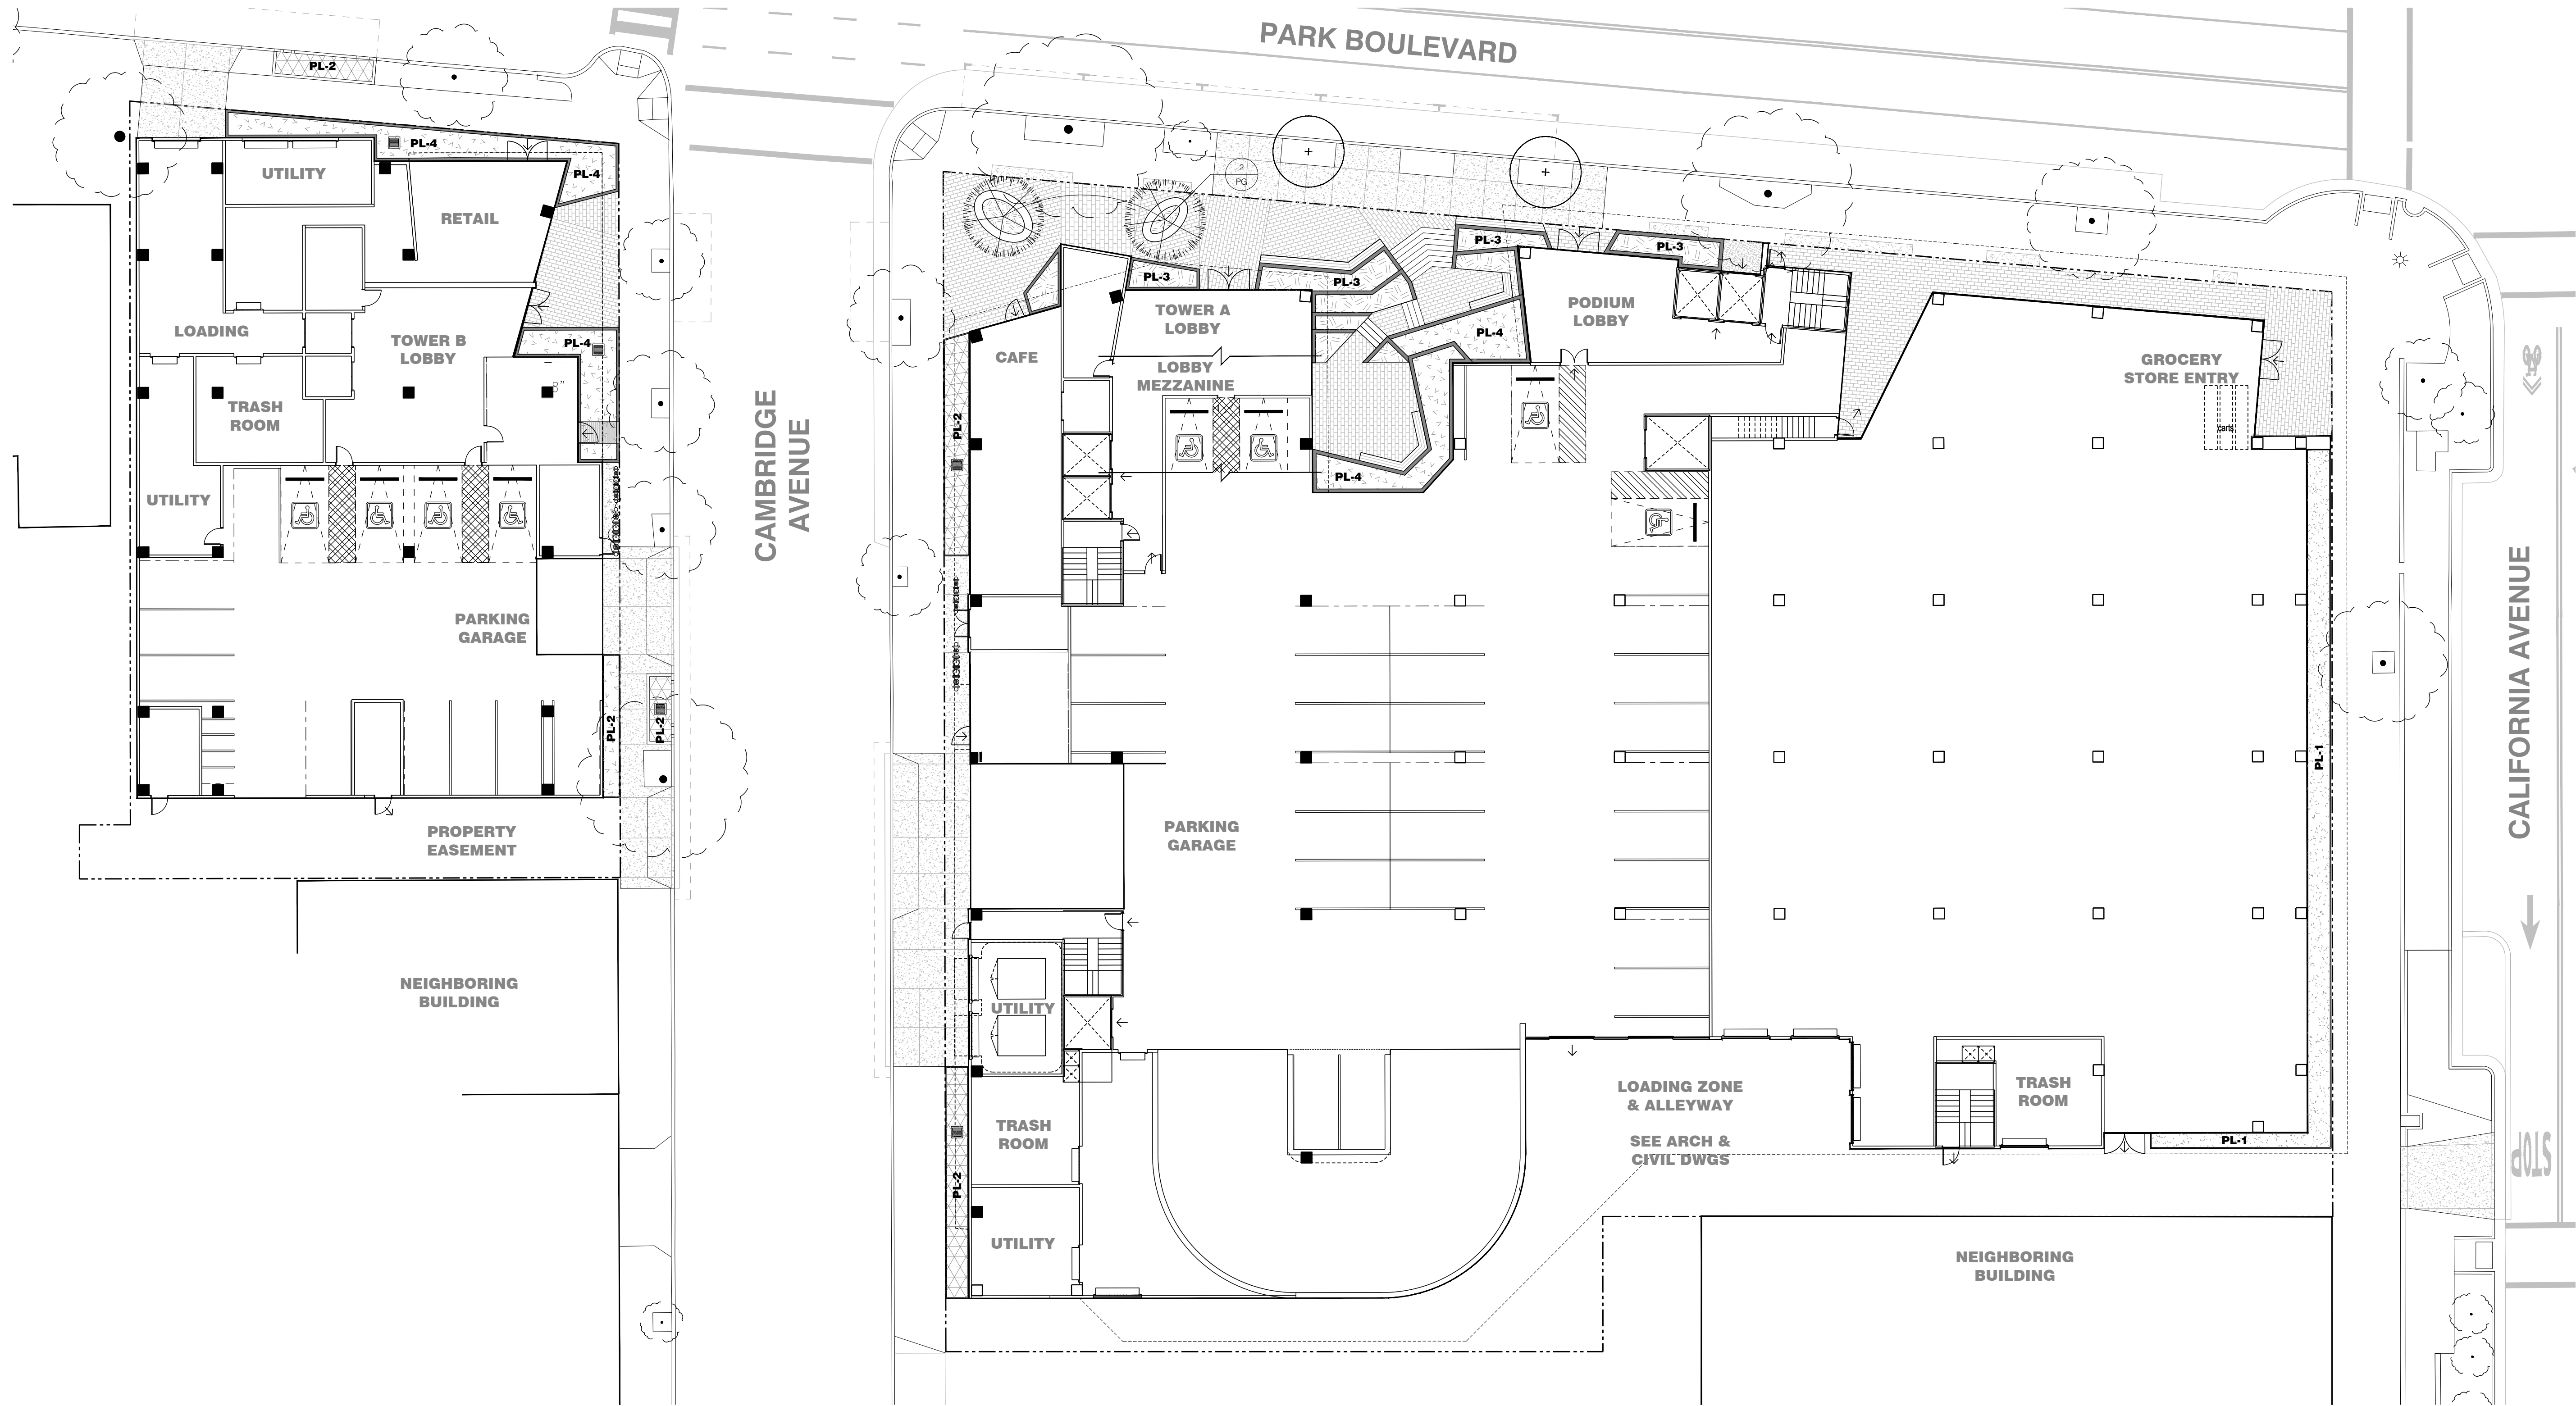 PARK BOULEVARD
PL-2
PL-4
UTILITY
PL-4
RETAIL
LOADING
TOWER B
LOBBY
PL-4
8"
TRASH
ROOM
UTILITY
PARKING
GARAGE
PL-2
PL-2
PROPERTY
EASEMENT
NEIGHBORING
BUILDING
CAMBRIDGE
AVENUE
2
PG
PL-3
PL-3
PL-3
PL-3
TOWER A
LOBBY
PODIUM
LOBBY
PL-4
CAFE
LOBBY
MEZZANINE
GROCERY
STORE ENTRY
carts
PL-2
PL-4
PARKING
GARAGE
PL-1
CALIFORNIA AVENUE
UTILITY
LOADING ZONE
& ALLEYWAY
SEE ARCH &
CIVIL DWGS
TRASH
ROOM
TRASH
ROOM
PL-1
STOP
PL-2
UTILITY
NEIGHBORING
BUILDING